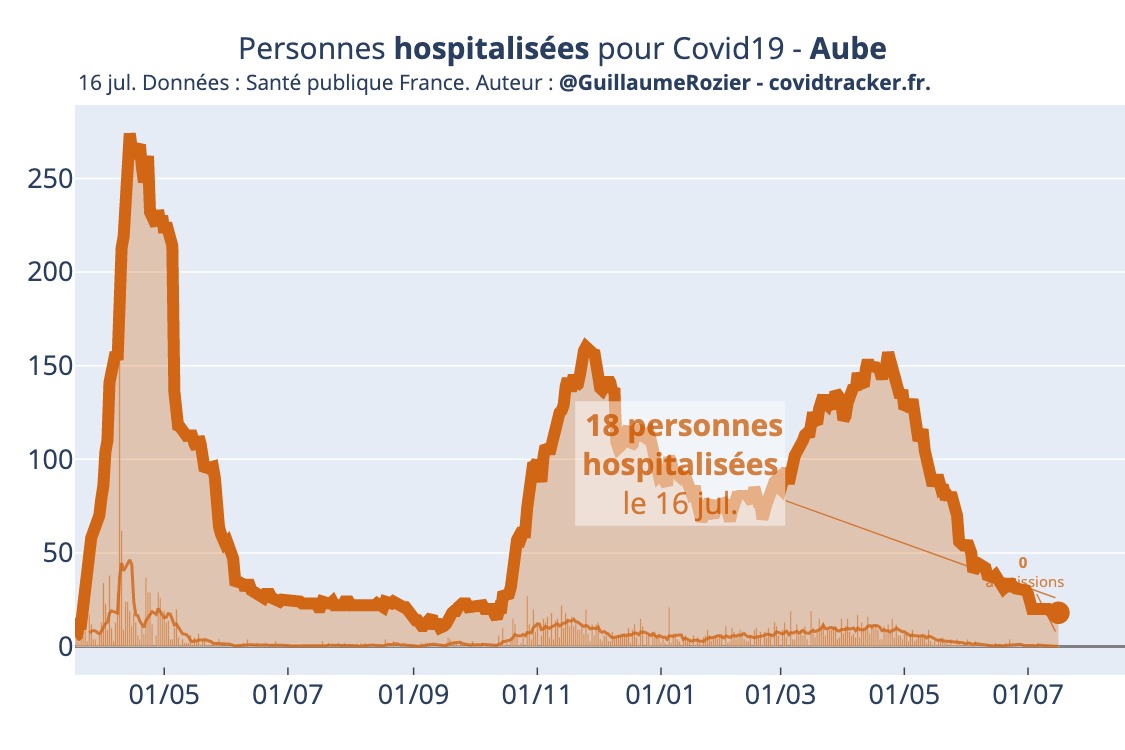 Personnes hospitalisées pour Covid19 - Aube
16 jul. Données : Santé publique France. Auteur : @GuillaumeRozier - covidtracker.fr.
250
200
150
100
50
0
18 personnes
hospitalisées
le 16 jul.
0
admissions
01/05
01/07
01/09
01/11
01/01
01/03
01/05
01/07